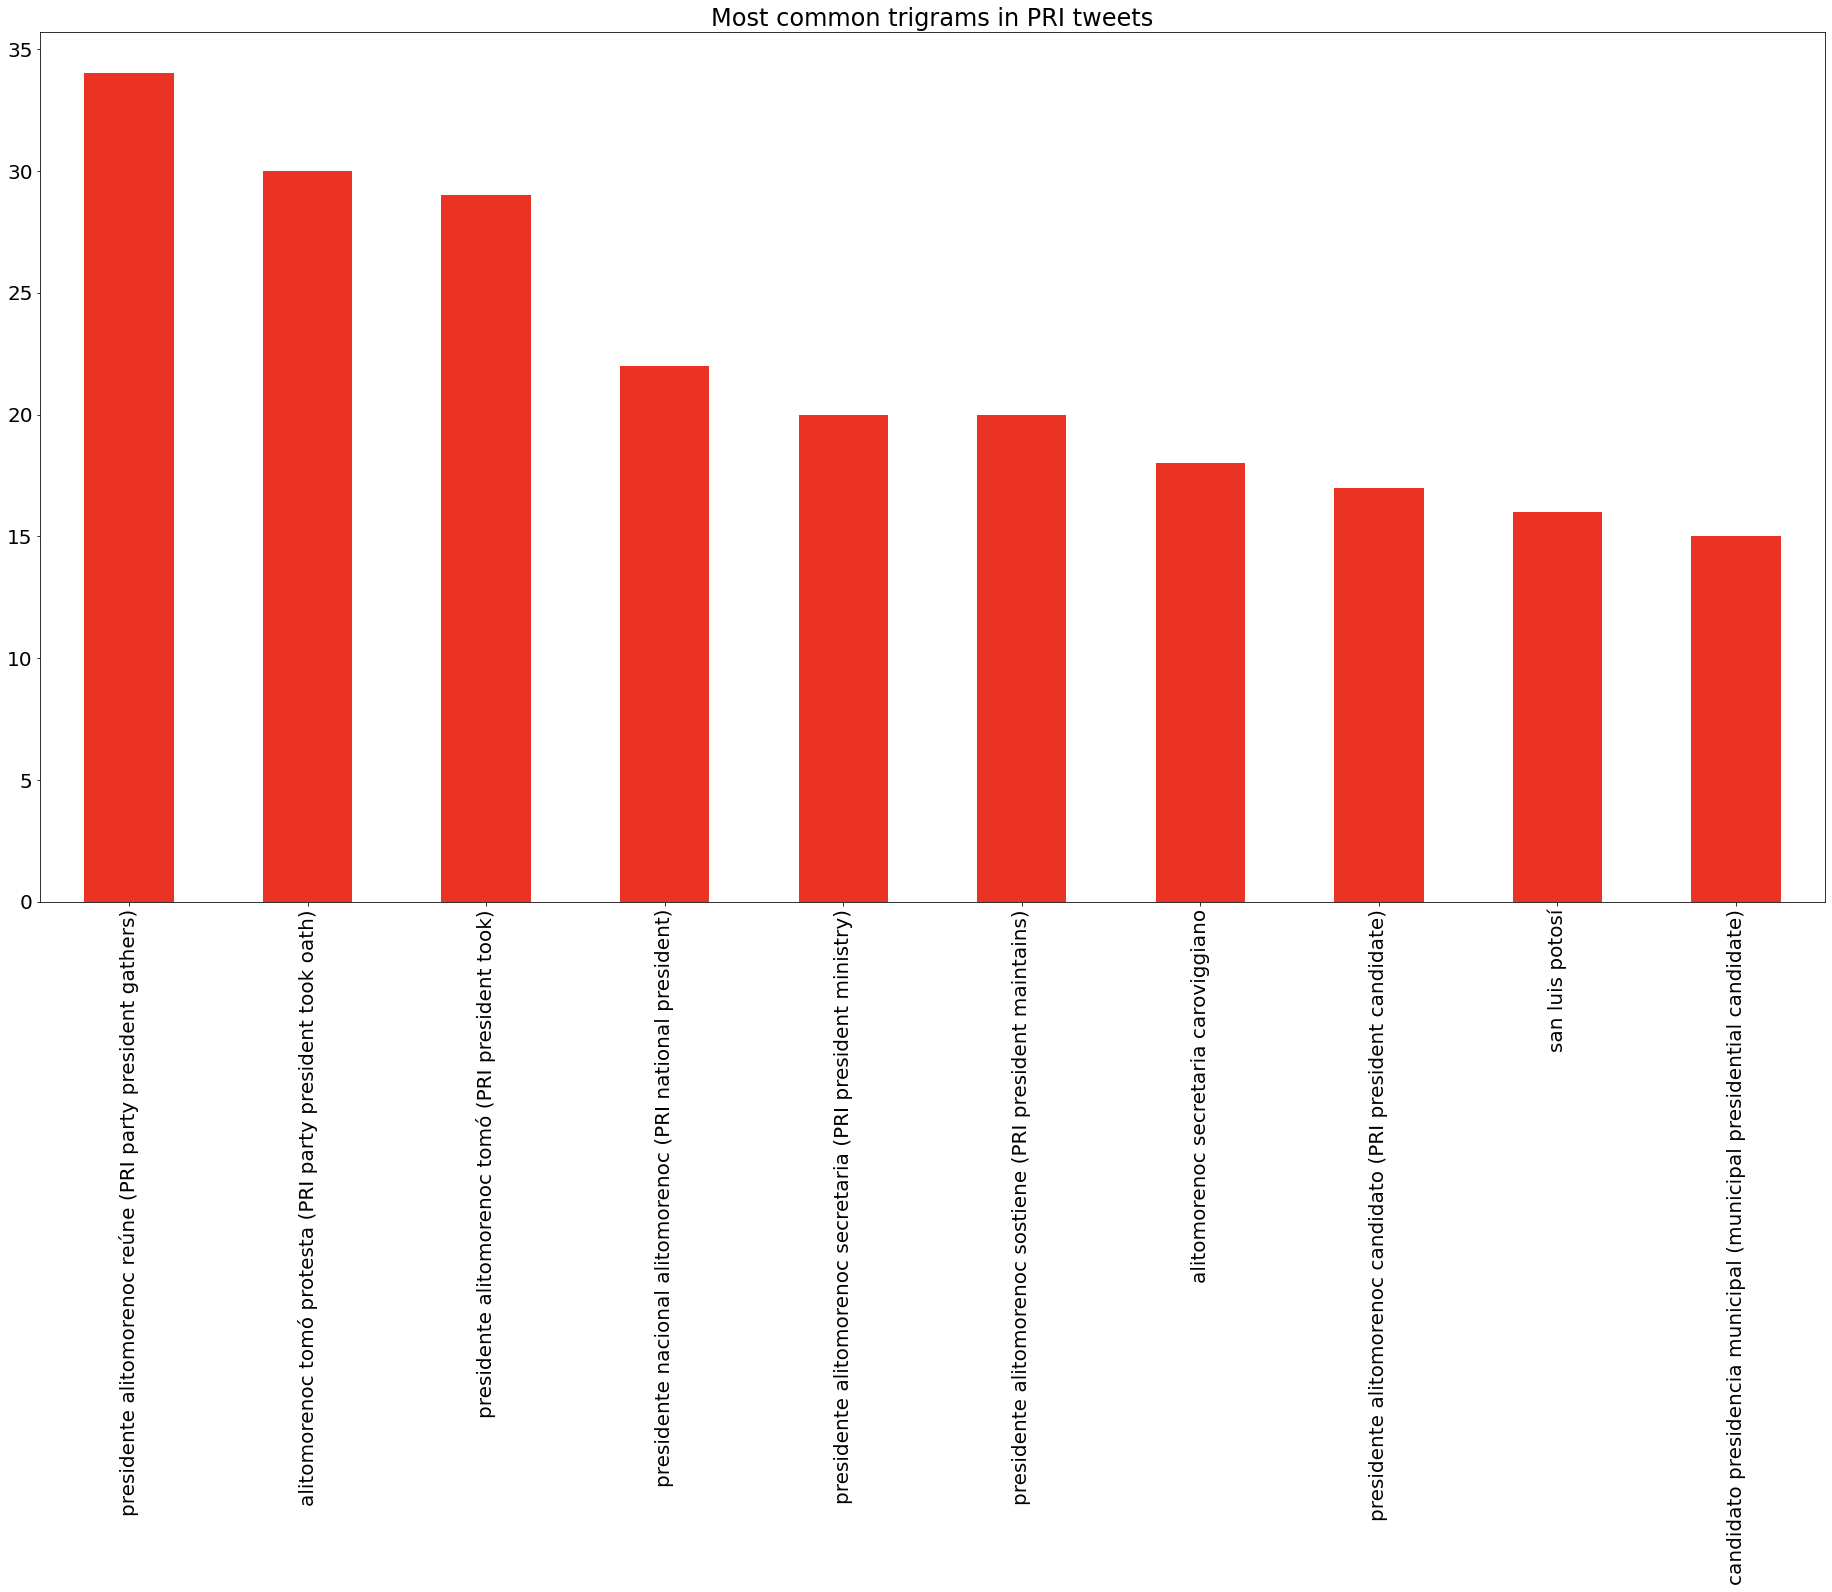 Most common trigrams in PRI tweets
35
30
25
20
15
10
5
0
presidente alitomorenoc reúne (PRI party president gathers)
alitomorenoc tomó protesta (PRI party president took oath)
presidente alitomorenoc tomó (PRI president took)
presidente nacional alitomorenoc (PRI national president)
presidente alitomorenoc secretaria (PRI president ministry)
presidente alitomorenoc sostiene (PRI president maintains)
alitomorenoc secretaria caroviggiano
presidente alitomorenoc candidato (PRI president candidate)
san luis potosí
candidato presidencia municipal (municipal presidential candidate)